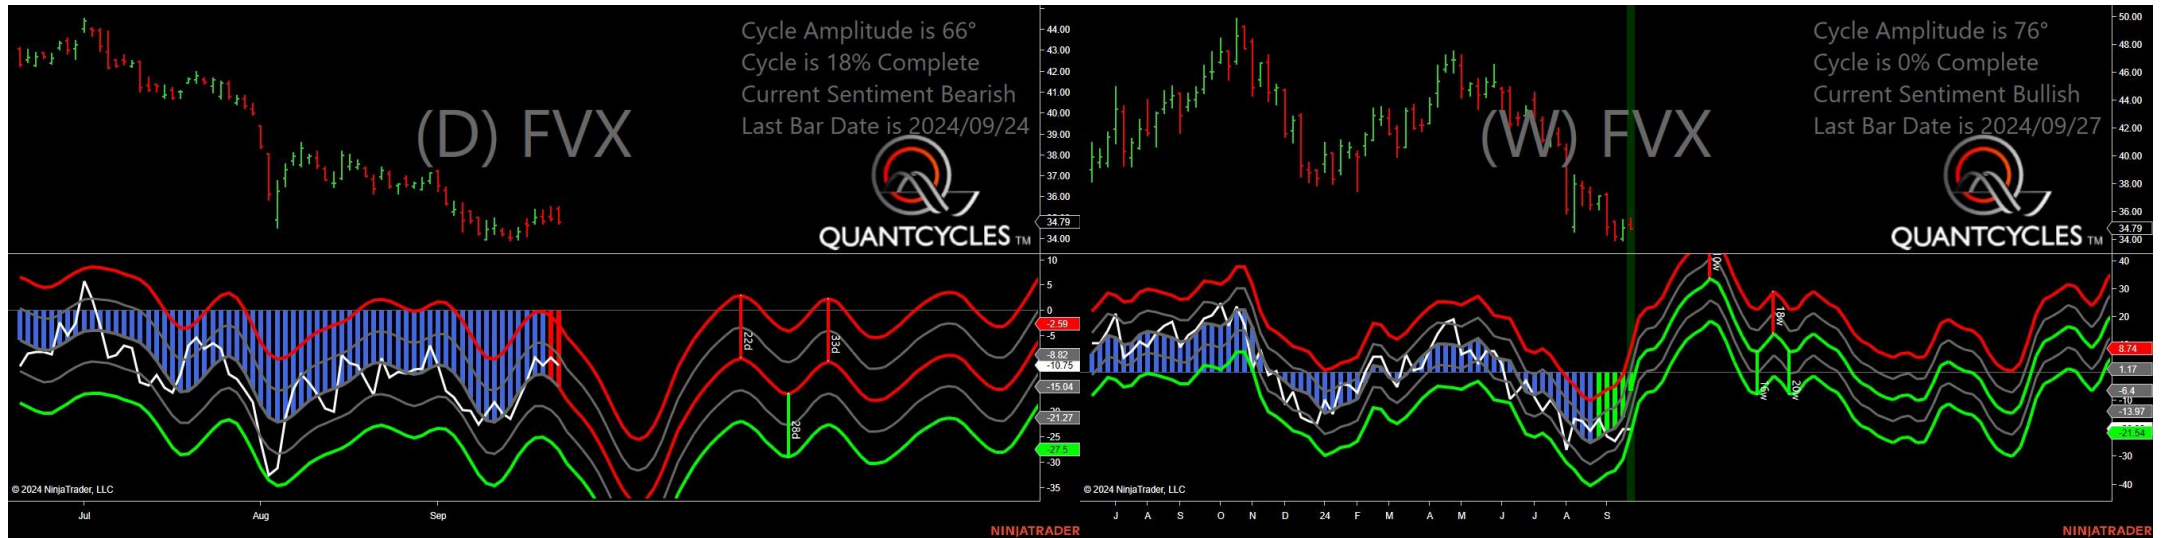 Cycle Amplitude is 66°
Cycle is 18% Complete
Current Sentiment Bearish
Last Bar Date is 2024/09/24
(D) FVX
QUANTCYCLES TM
44.00
43.00
42.00
41.00
40.00
39.00
38.00
37.00
36.00
34.79
34.00
10
5
0
-2.59
-5
-8.82
-10.75
-15.04
-21.27
-25
-27.5
-30
-35
22d
33d
28d
© 2024 NinjaTrader, LLC
Jul
Aug
Sep
NINJATRADER
Cycle Amplitude is 76°
Cycle is 0% Complete
Current Sentiment Bullish
Last Bar Date is 2024/09/27
(W) FVX
QUANTCYCLES TM
50.00
48.00
46.00
44.00
42.00
40.00
38.00
36.00
34.79
34.00
40
30
20
8.74
1.17
-6.4
-10
-13.97
-21.54
-30
-40
10w
18w
16w
20w
© 2024 NinjaTrader, LLC
J A S O N D 24 F M A M J J A S
NINJATRADER